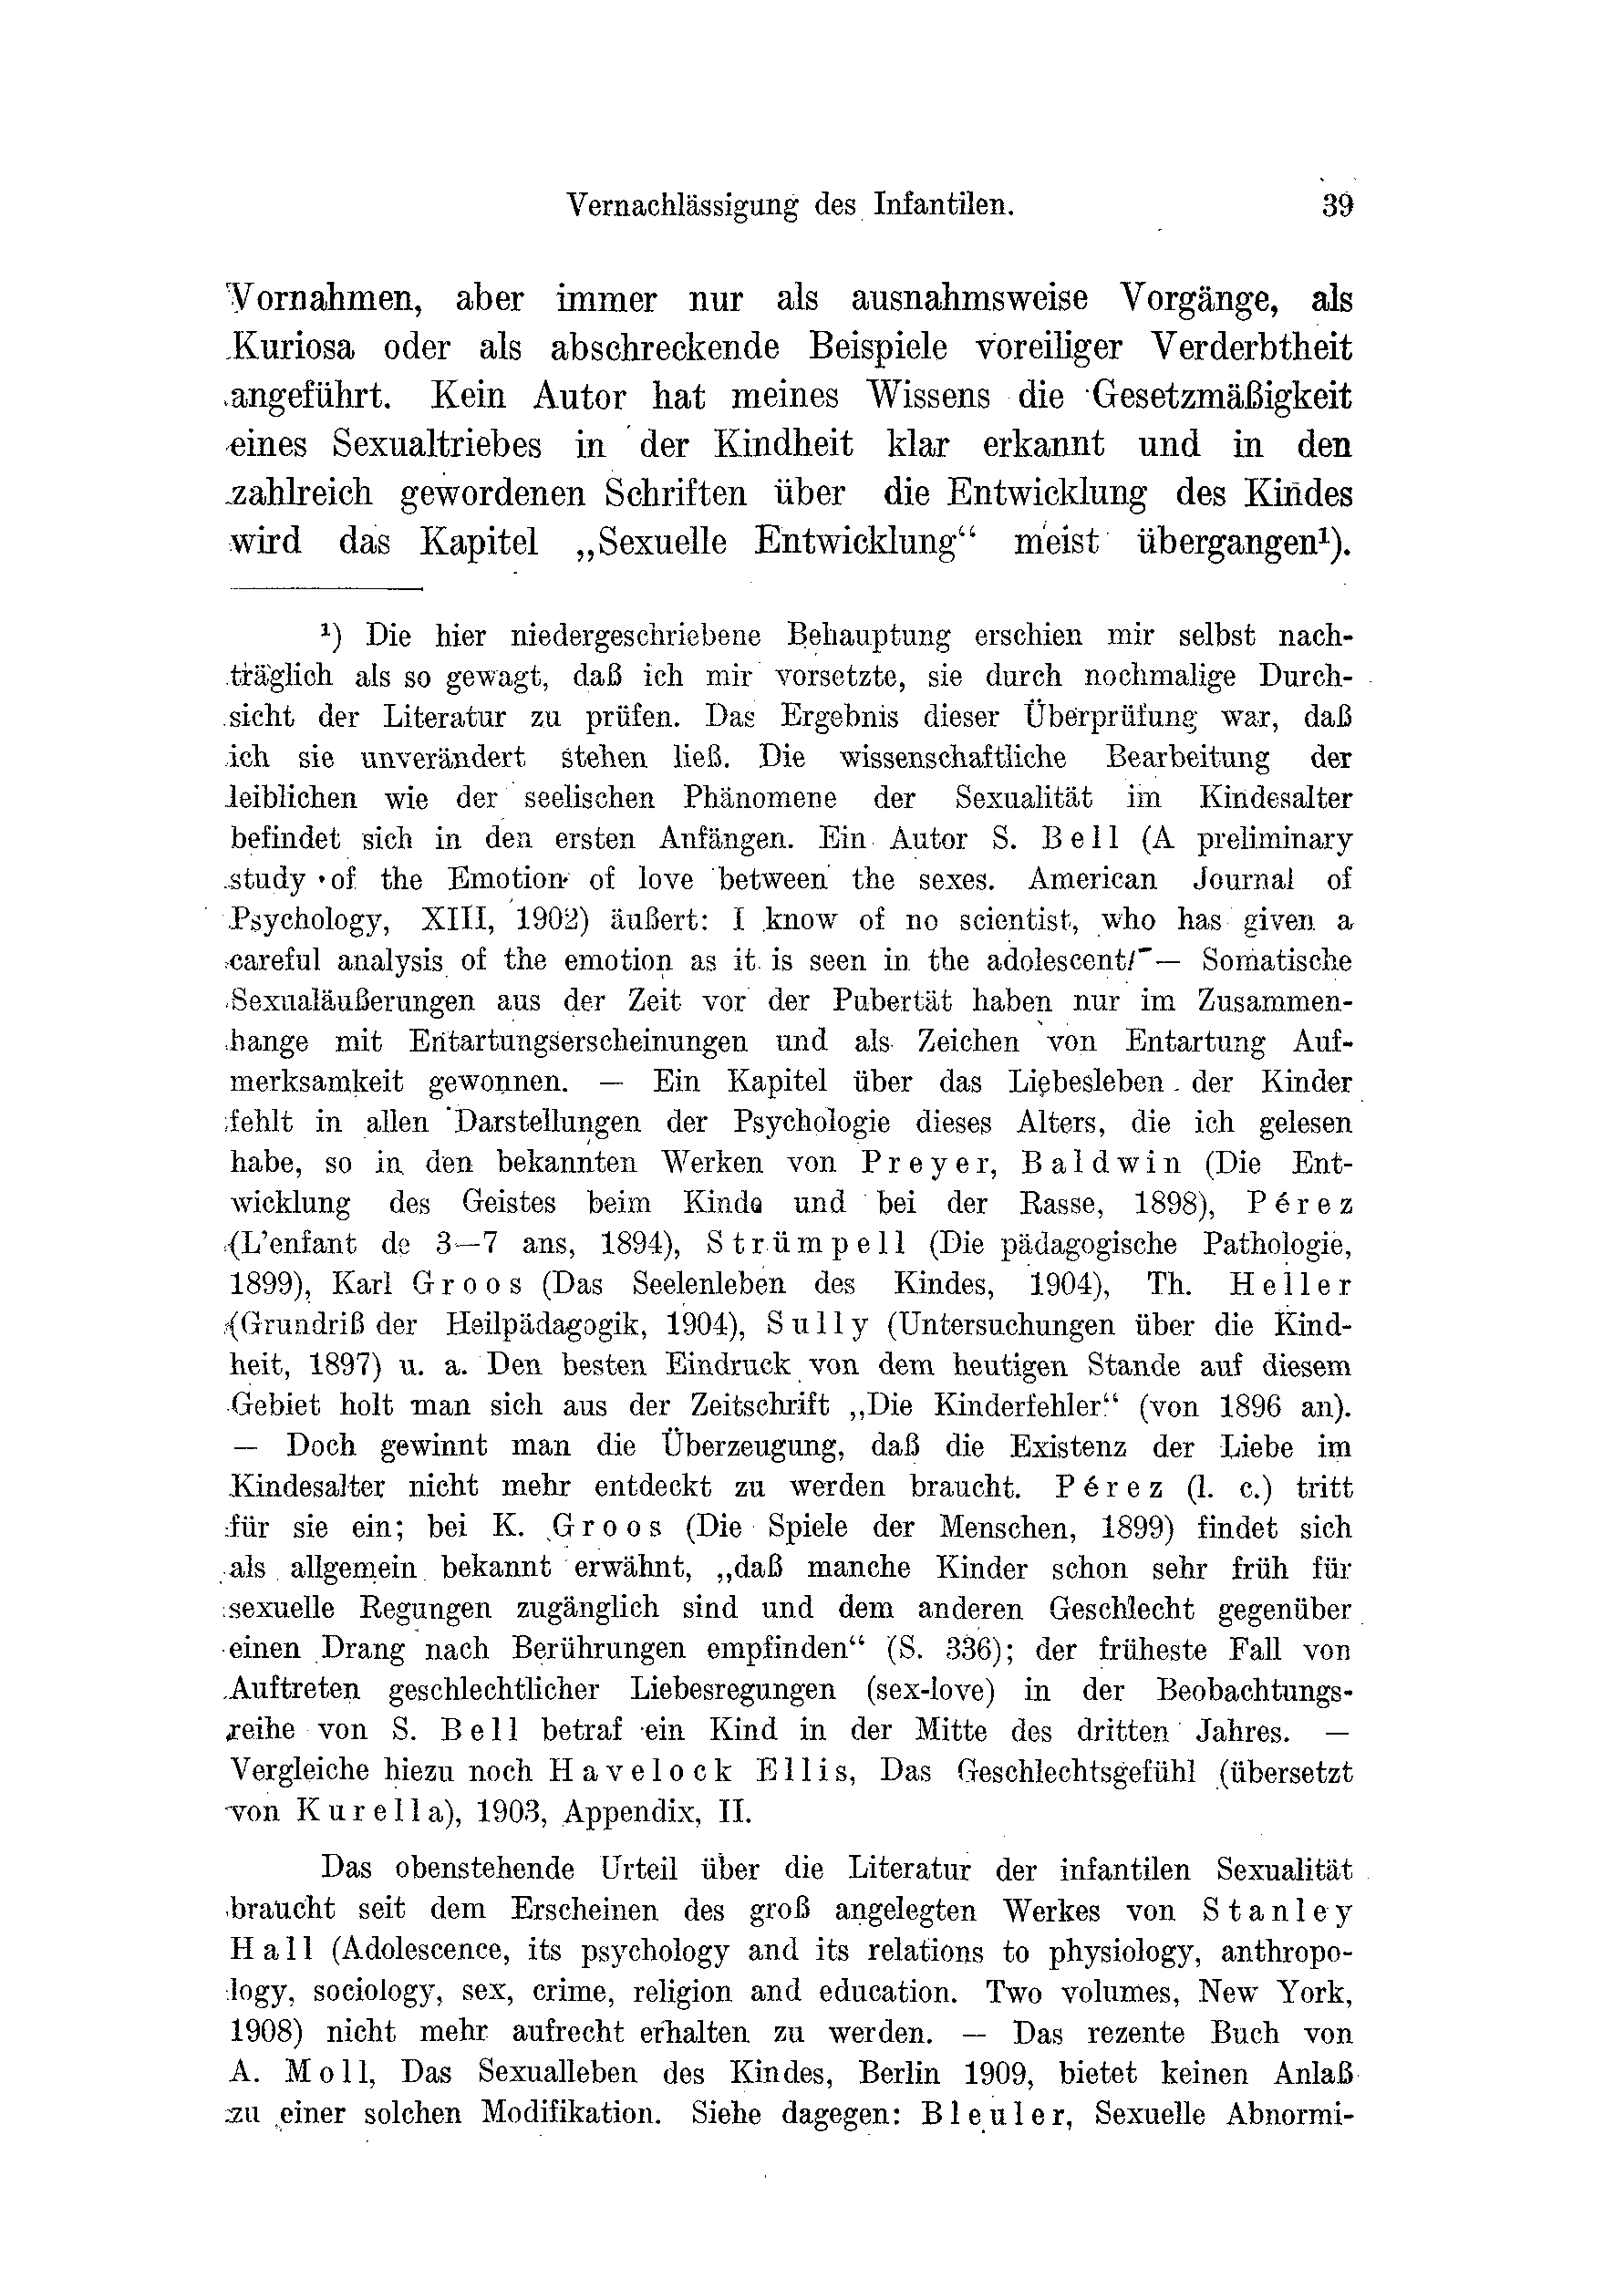 Vernachlässigung des Infantilen. 39
Vornahmen, aber immer nur als ausnahmsweise Vorgänge, als
Kuriosa oder als abschreckende Beispiele voreiliger Verderbtheit
angeführt. Kein Autor hat meines Wissens die Gesetzmäßigkeit
eines Sexualtriebes in der Kindheit klar erkannt und in den
zahlreich gewordenen Schriften über die Entwicklung des Kindes
wird das Kapitel „Sexuelle Entwicklung“ meist übergangen¹).
¹) Die hier niedergeschriebene Behauptung erschien mir selbst nach-
träglich als so gewagt, daß ich mir vorsetzte, sie durch nochmalige Durch-
sicht der Literatur zu prüfen. Das Ergebnis dieser Überprüfung war, daß
ich sie unverändert stehen ließ. Die wissenschaftliche Bearbeitung der
leiblichen wie der seelischen Phänomene der Sexualität im Kindesalter
befindet sich in den ersten Anfängen. Ein Autor S. Bell (A preliminary
study of the Emotion of love between the sexes. American Journal of
Psychology, XIII, 1902) äußert: I know of no scientist, who has given a
careful analysis of the emotion as it is seen in the adolescent. — Somatische
Sexualäußerungen aus der Zeit vor der Pubertät haben nur im Zusammen-
hange mit Entartungserscheinungen und als Zeichen von Entartung Auf-
merksamkeit gewonnen. — Ein Kapitel über das Liebesleben der Kinder
fehlt in allen Darstellungen der Psychologie dieses Alters, die ich gelesen
habe, so in den bekannten Werken von Preyer, Baldwin (Die Ent-
wicklung des Geistes beim Kinde und bei der Rasse, 1898), Pérez
(L'enfant de 3—7 ans, 1894), Strümpell (Die pädagogische Pathologie,
1899), Karl Groos (Das Seelenleben des Kindes, 1904), Th. Heller
(Grundriß der Heilpädagogik, 1904), Sully (Untersuchungen über die Kind-
heit, 1897) u. a. Den besten Eindruck von dem heutigen Stande auf diesem
Gebiet holt man sich aus der Zeitschrift „Die Kinderfehler“ (von 1896 an).
— Doch gewinnt man die Überzeugung, daß die Existenz der Liebe im
Kindesalter nicht mehr entdeckt zu werden braucht. Pérez (l. c.) tritt
für sie ein; bei K. Groos (Die Spiele der Menschen, 1899) findet sich
als allgemein bekannt erwähnt, „daß manche Kinder schon sehr früh für
sexuelle Regungen zugänglich sind und dem anderen Geschlecht gegenüber
einen Drang nach Berührungen empfinden“ (S. 336); der früheste Fall von
Auftreten geschlechtlicher Liebesregungen (sex-love) in der Beobachtungs-
reihe von S. Bell betraf ein Kind in der Mitte des dritten Jahres. —
Vergleiche hiezu noch Havelock Ellis, Das Geschlechtsgefühl (übersetzt
von Kurella), 1903, Appendix, II.
Das obenstehende Urteil über die Literatur der infantilen Sexualität
braucht seit dem Erscheinen des groß angelegten Werkes von Stanley
Hall (Adolescence, its psychology and its relations to physiology, anthropo-
logy, sociology, sex, crime, religion and education. Two volumes, New York,
1908) nicht mehr aufrecht erhalten zu werden. — Das rezente Buch von
A. Moll, Das Sexualleben des Kindes, Berlin 1909, bietet keinen Anlaß
zu einer solchen Modifikation. Siehe dagegen: Bleuler, Sexuelle Abnormi-